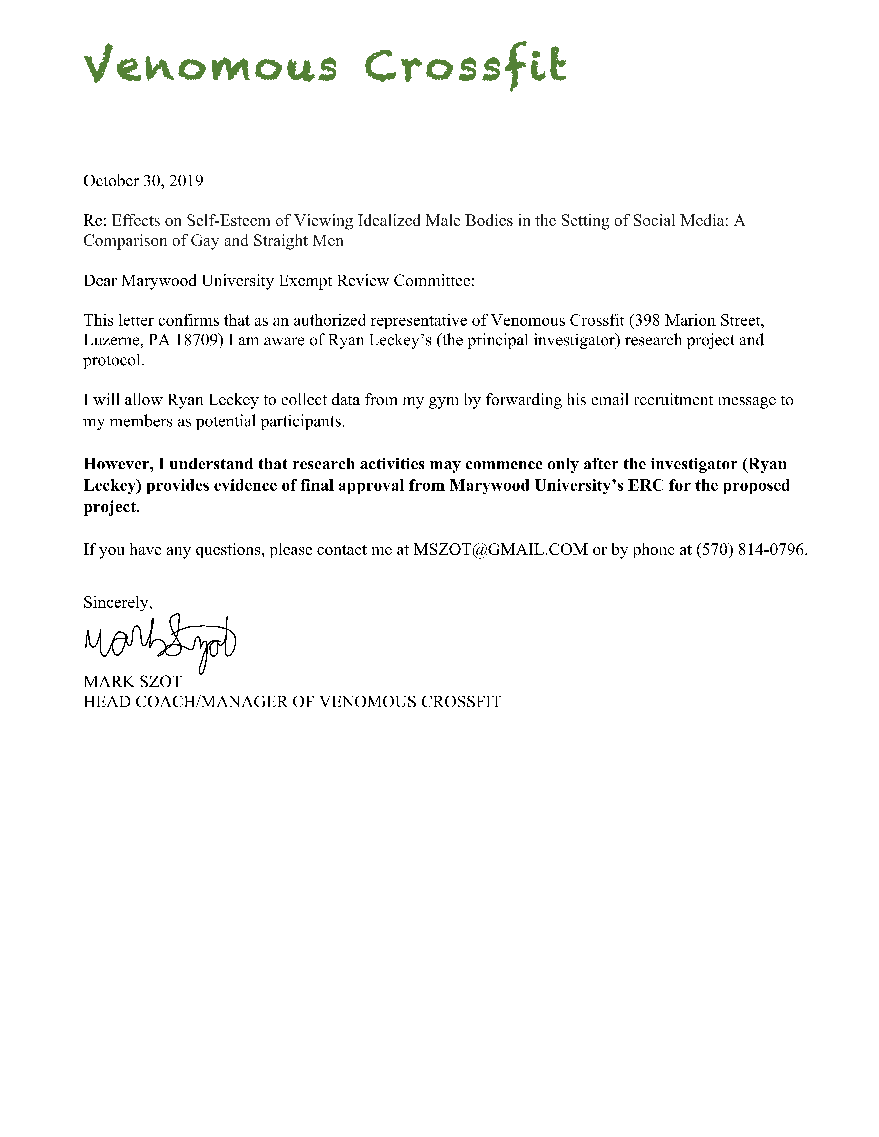 Venomous Crossfit
October 30, 2019
Re: Effects on Self-Esteem of Viewing Idealized Male Bodies in the Setting of Social Media: A
Comparison of Gay and Straight Men
Dear Marywood University Exempt Review Committee:
This letter confirms that as an authorized representative of Venomous Crossfit (398 Marion Street,
Luzerne, PA 18709) I am aware of Ryan Leckey's (the principal investigator) research project and
protocol.
I will allow Ryan Leckey to collect data from my gym by forwarding his email recruitment message to
my members as potential participants.
However, I understand that research activities may commence only after the investigator (Ryan
Leckey) provides evidence of final approval from Marywood University's ERC for the proposed
project.
If you have any questions, please contact me at MSZOT@GMAIL.COM or by phone at (570) 814-0796.
Sincerely,
Mark Szot
MARK SZOT
HEAD COACH/MANAGER OF VENOMOUS CROSSFIT